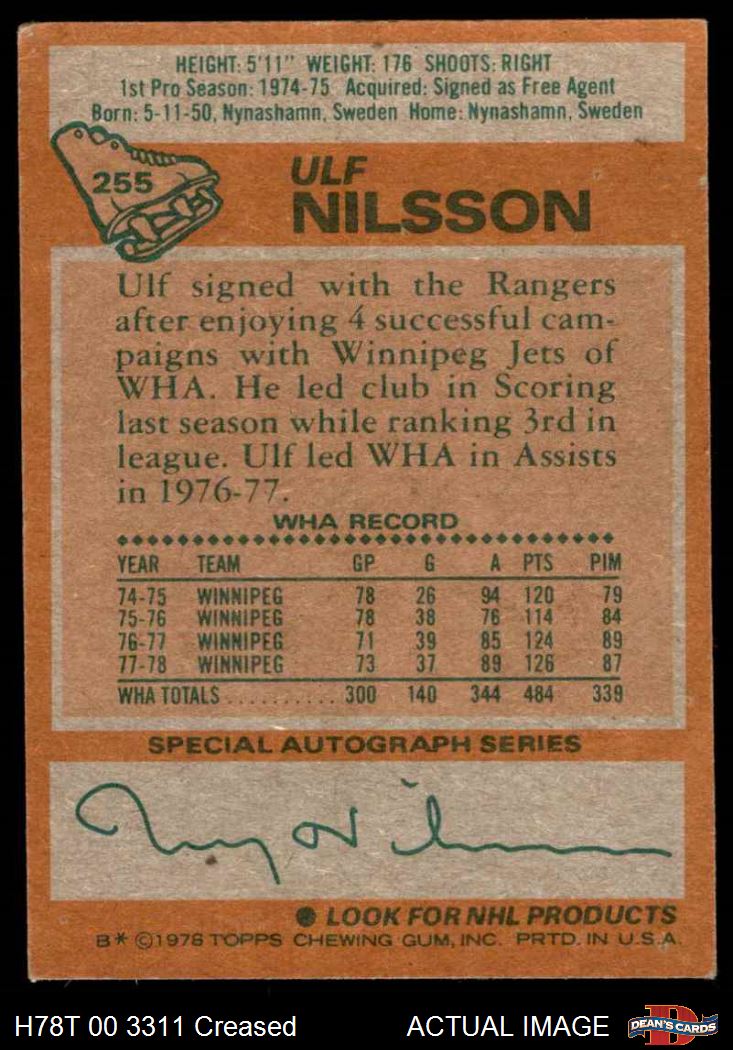 HEIGHT: 5'11" WEIGHT: 176 SHOOTS: RIGHT
1st Pro Season: 1974-75 Acquired: Signed as Free Agent
Born: 5-11-50, Nynashamn, Sweden Home: Nynashamn, Sweden
255
ULF
NILSSON
Ulf signed with the Rangers
after enjoying 4 successful cam-
paigns with Winnipeg Jets of
WHA. He led club in Scoring
last season while ranking 3rd in
league. Ulf led WHA in Assists
in 1976-77.
WHA RECORD
YEAR TEAM GP G A PTS PIM
74-75 WINNIPEG 78 26 94 120 79
75-76 WINNIPEG 78 38 76 114 84
76-77 WINNIPEG 71 39 85 124 89
77-78 WINNIPEG 73 37 89 126 87
WHA TOTALS........... 300 140 344 484 339
SPECIAL AUTOGRAPH SERIES
LOOK FOR NHL PRODUCTS
B* ©1978 TOPPS CHEWING GUM, INC. PRTD. IN U.S.A.
H78T 00 3311 Creased ACTUAL IMAGE
D
DEAN'S CARDS